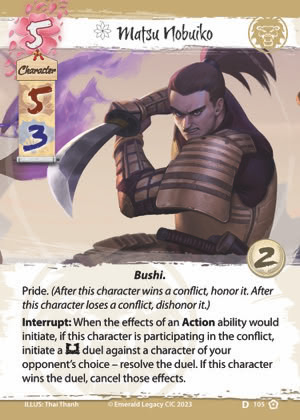 5
Matsu Nobuiko
Character
5
3
2
Bushi.
Pride. (After this character wins a conflict, honor it. After
this character loses a conflict, dishonor it.)
Interrupt: When the effects of an Action ability would
initiate, if this character is participating in the conflict,
initiate a duel against a character of your
opponent's choice – resolve the duel. If this character
wins the duel, cancel those effects.
ILLUS: Thai Thanh
© Emerald Legacy CIC 2023
D 105